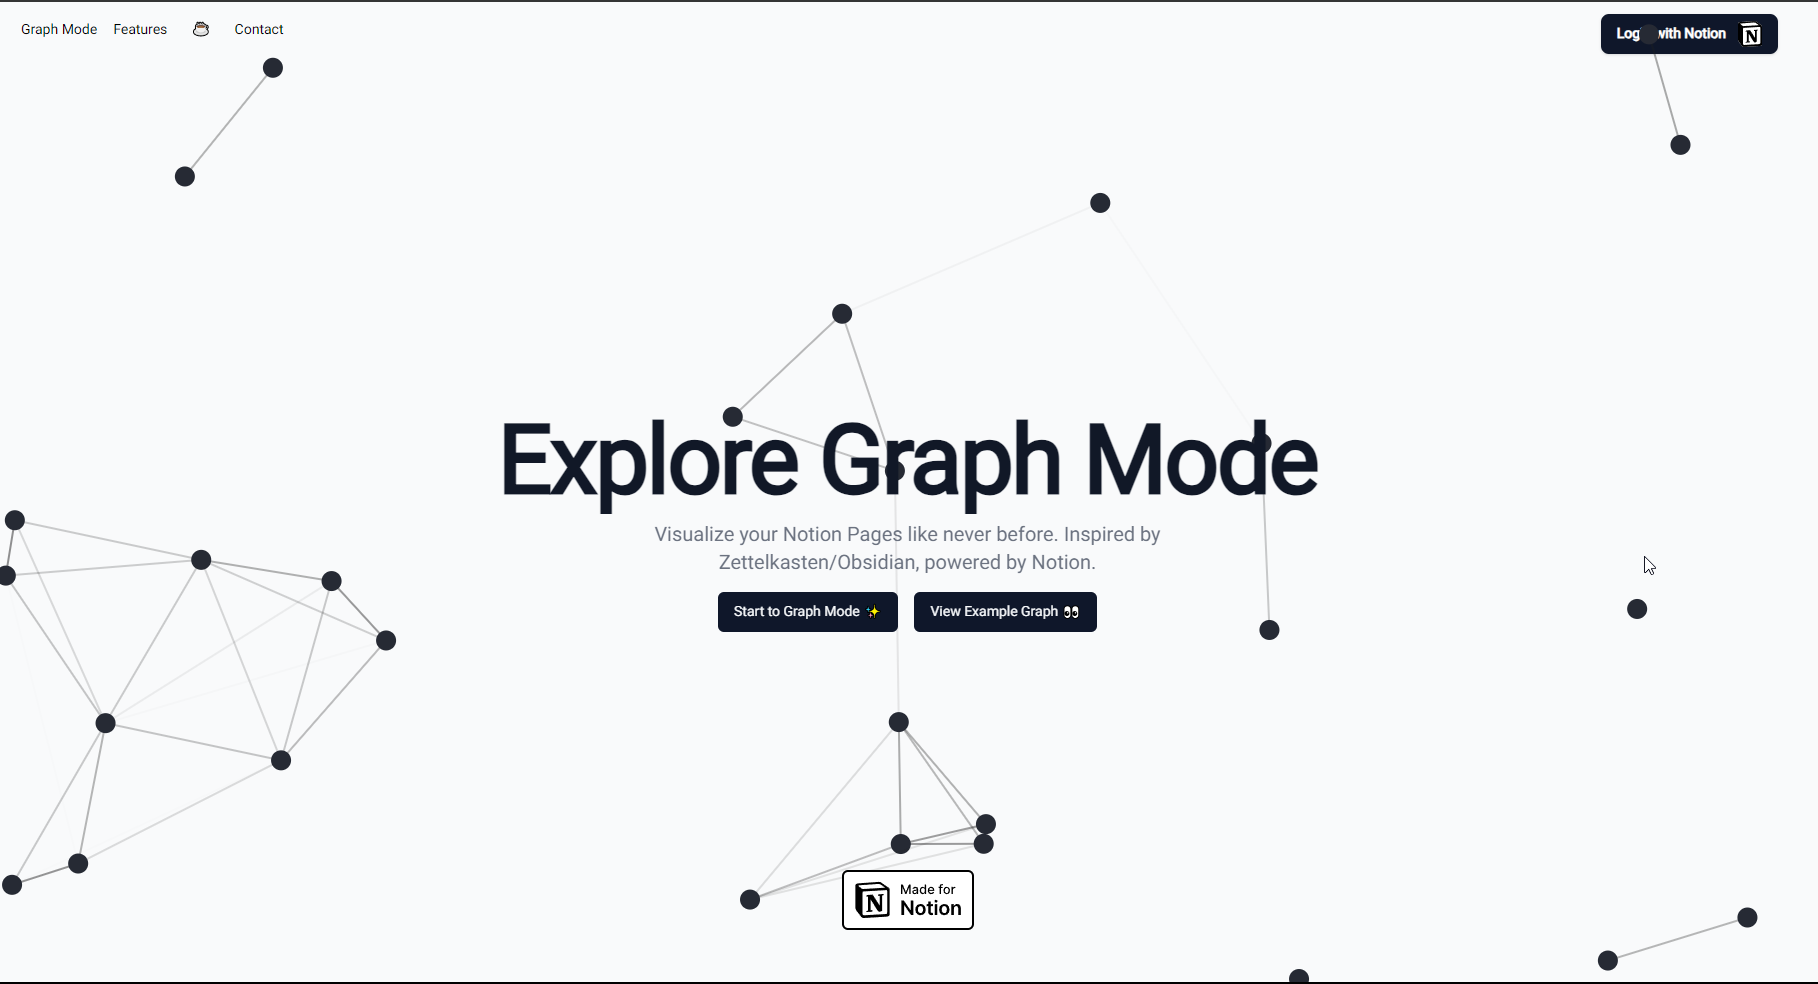 Graph Mode Features ☕ Contact
Log with Notion
Explore Graph Mode
Visualize your Notion Pages like never before. Inspired by
Zettelkasten/Obsidian, powered by Notion.
Start to Graph Mode ✨
View Example Graph 👀
Made for
Notion